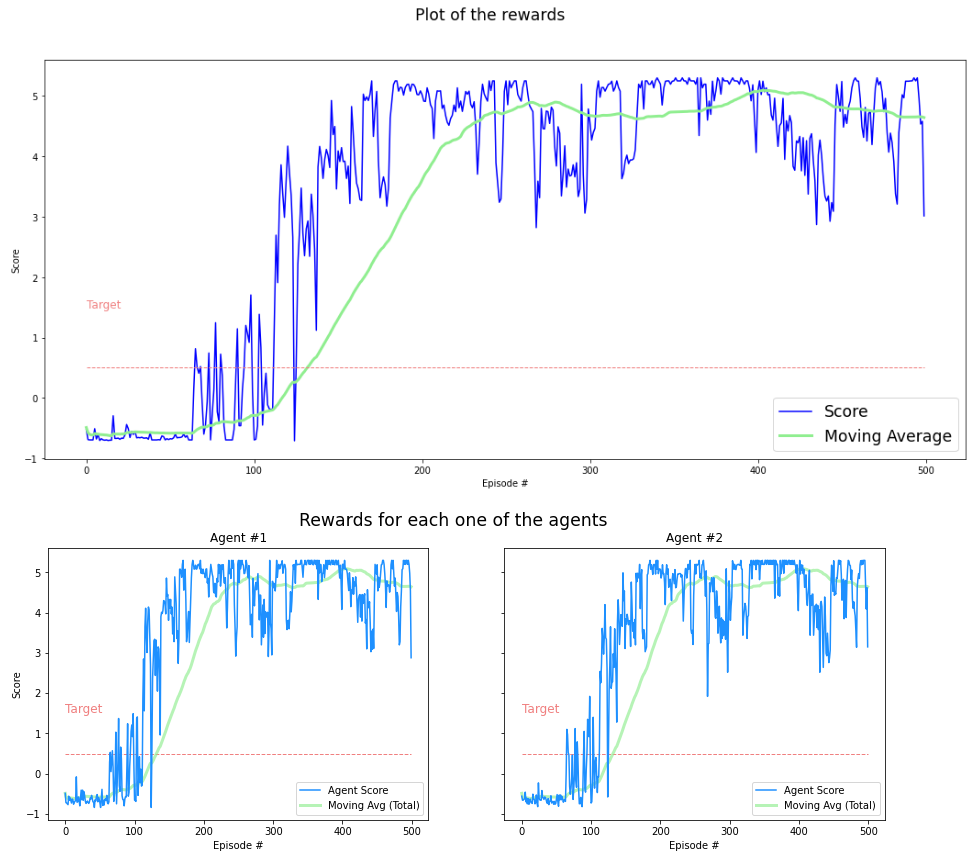 Plot of the rewards
5
4
3
2
1
0
−1
Score
Target
Score
Moving Average
0 100 200 300 400 500
Episode #
Rewards for each one of the agents
Agent #1
5
4
3
2
1
0
−1
Score
Target
Agent Score
Moving Avg (Total)
0 100 200 300 400 500
Episode #
Agent #2
Target
Agent Score
Moving Avg (Total)
0 100 200 300 400 500
Episode #